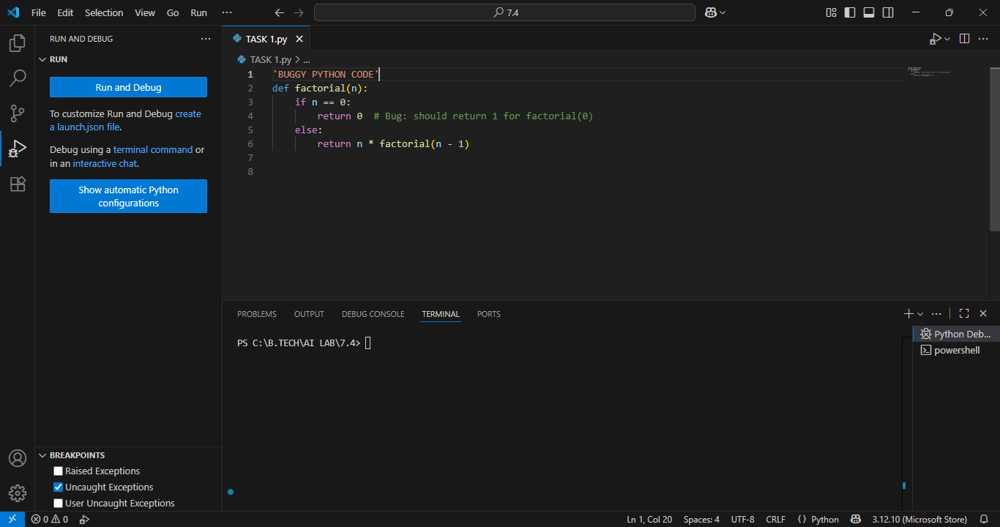 File Edit Selection View Go Run ···
7.4
RUN AND DEBUG ···
RUN
Run and Debug
To customize Run and Debug create
a launch.json file.
Debug using a terminal command or
in an interactive chat.
Show automatic Python
configurations
BREAKPOINTS
Raised Exceptions
Uncaught Exceptions
User Uncaught Exceptions
TASK 1.py
TASK 1.py > ...
1 'BUGGY PYTHON CODE'
2 def factorial(n):
3 if n == 0:
4 return 0 # Bug: should return 1 for factorial(0)
5 else:
6 return n * factorial(n - 1)
7
8
PROBLEMS OUTPUT DEBUG CONSOLE TERMINAL PORTS
PS C:\B.TECH\AI LAB\7.4>
Python Deb...
powershell
0 0
Ln 1, Col 20 Spaces: 4 UTF-8 CRLF {} Python 3.12.10 (Microsoft Store)